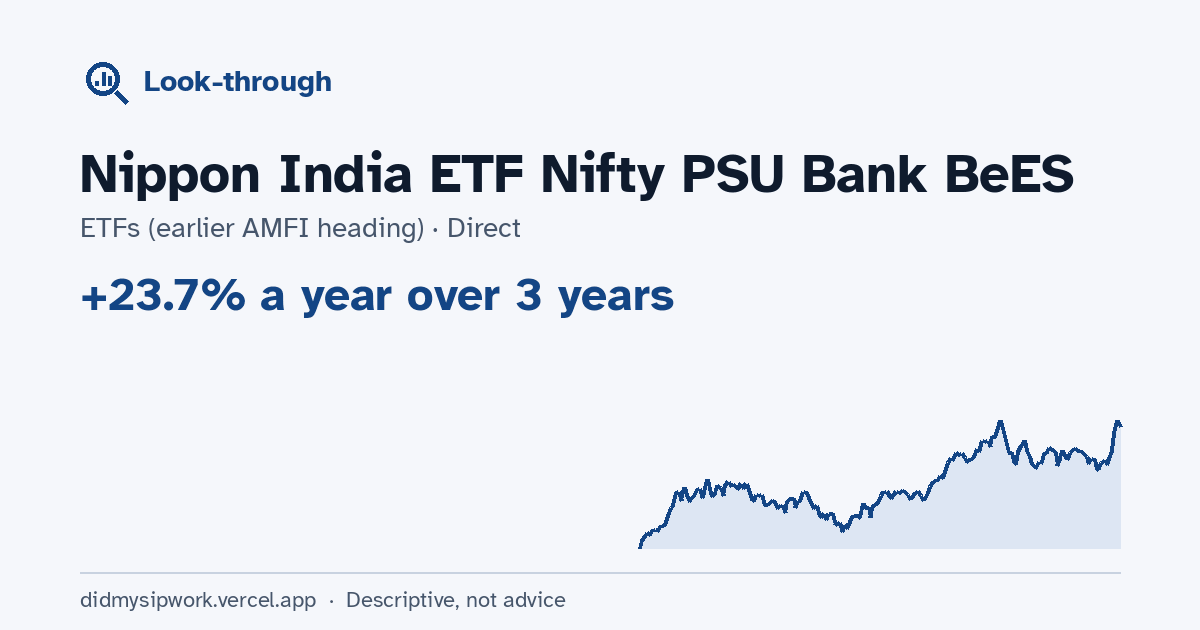 Look-through
Nippon India ETF Nifty PSU Bank BeES
ETFs (earlier AMFI heading) · Direct
+23.7% a year over 3 years
didmysipwork.vercel.app · Descriptive, not advice